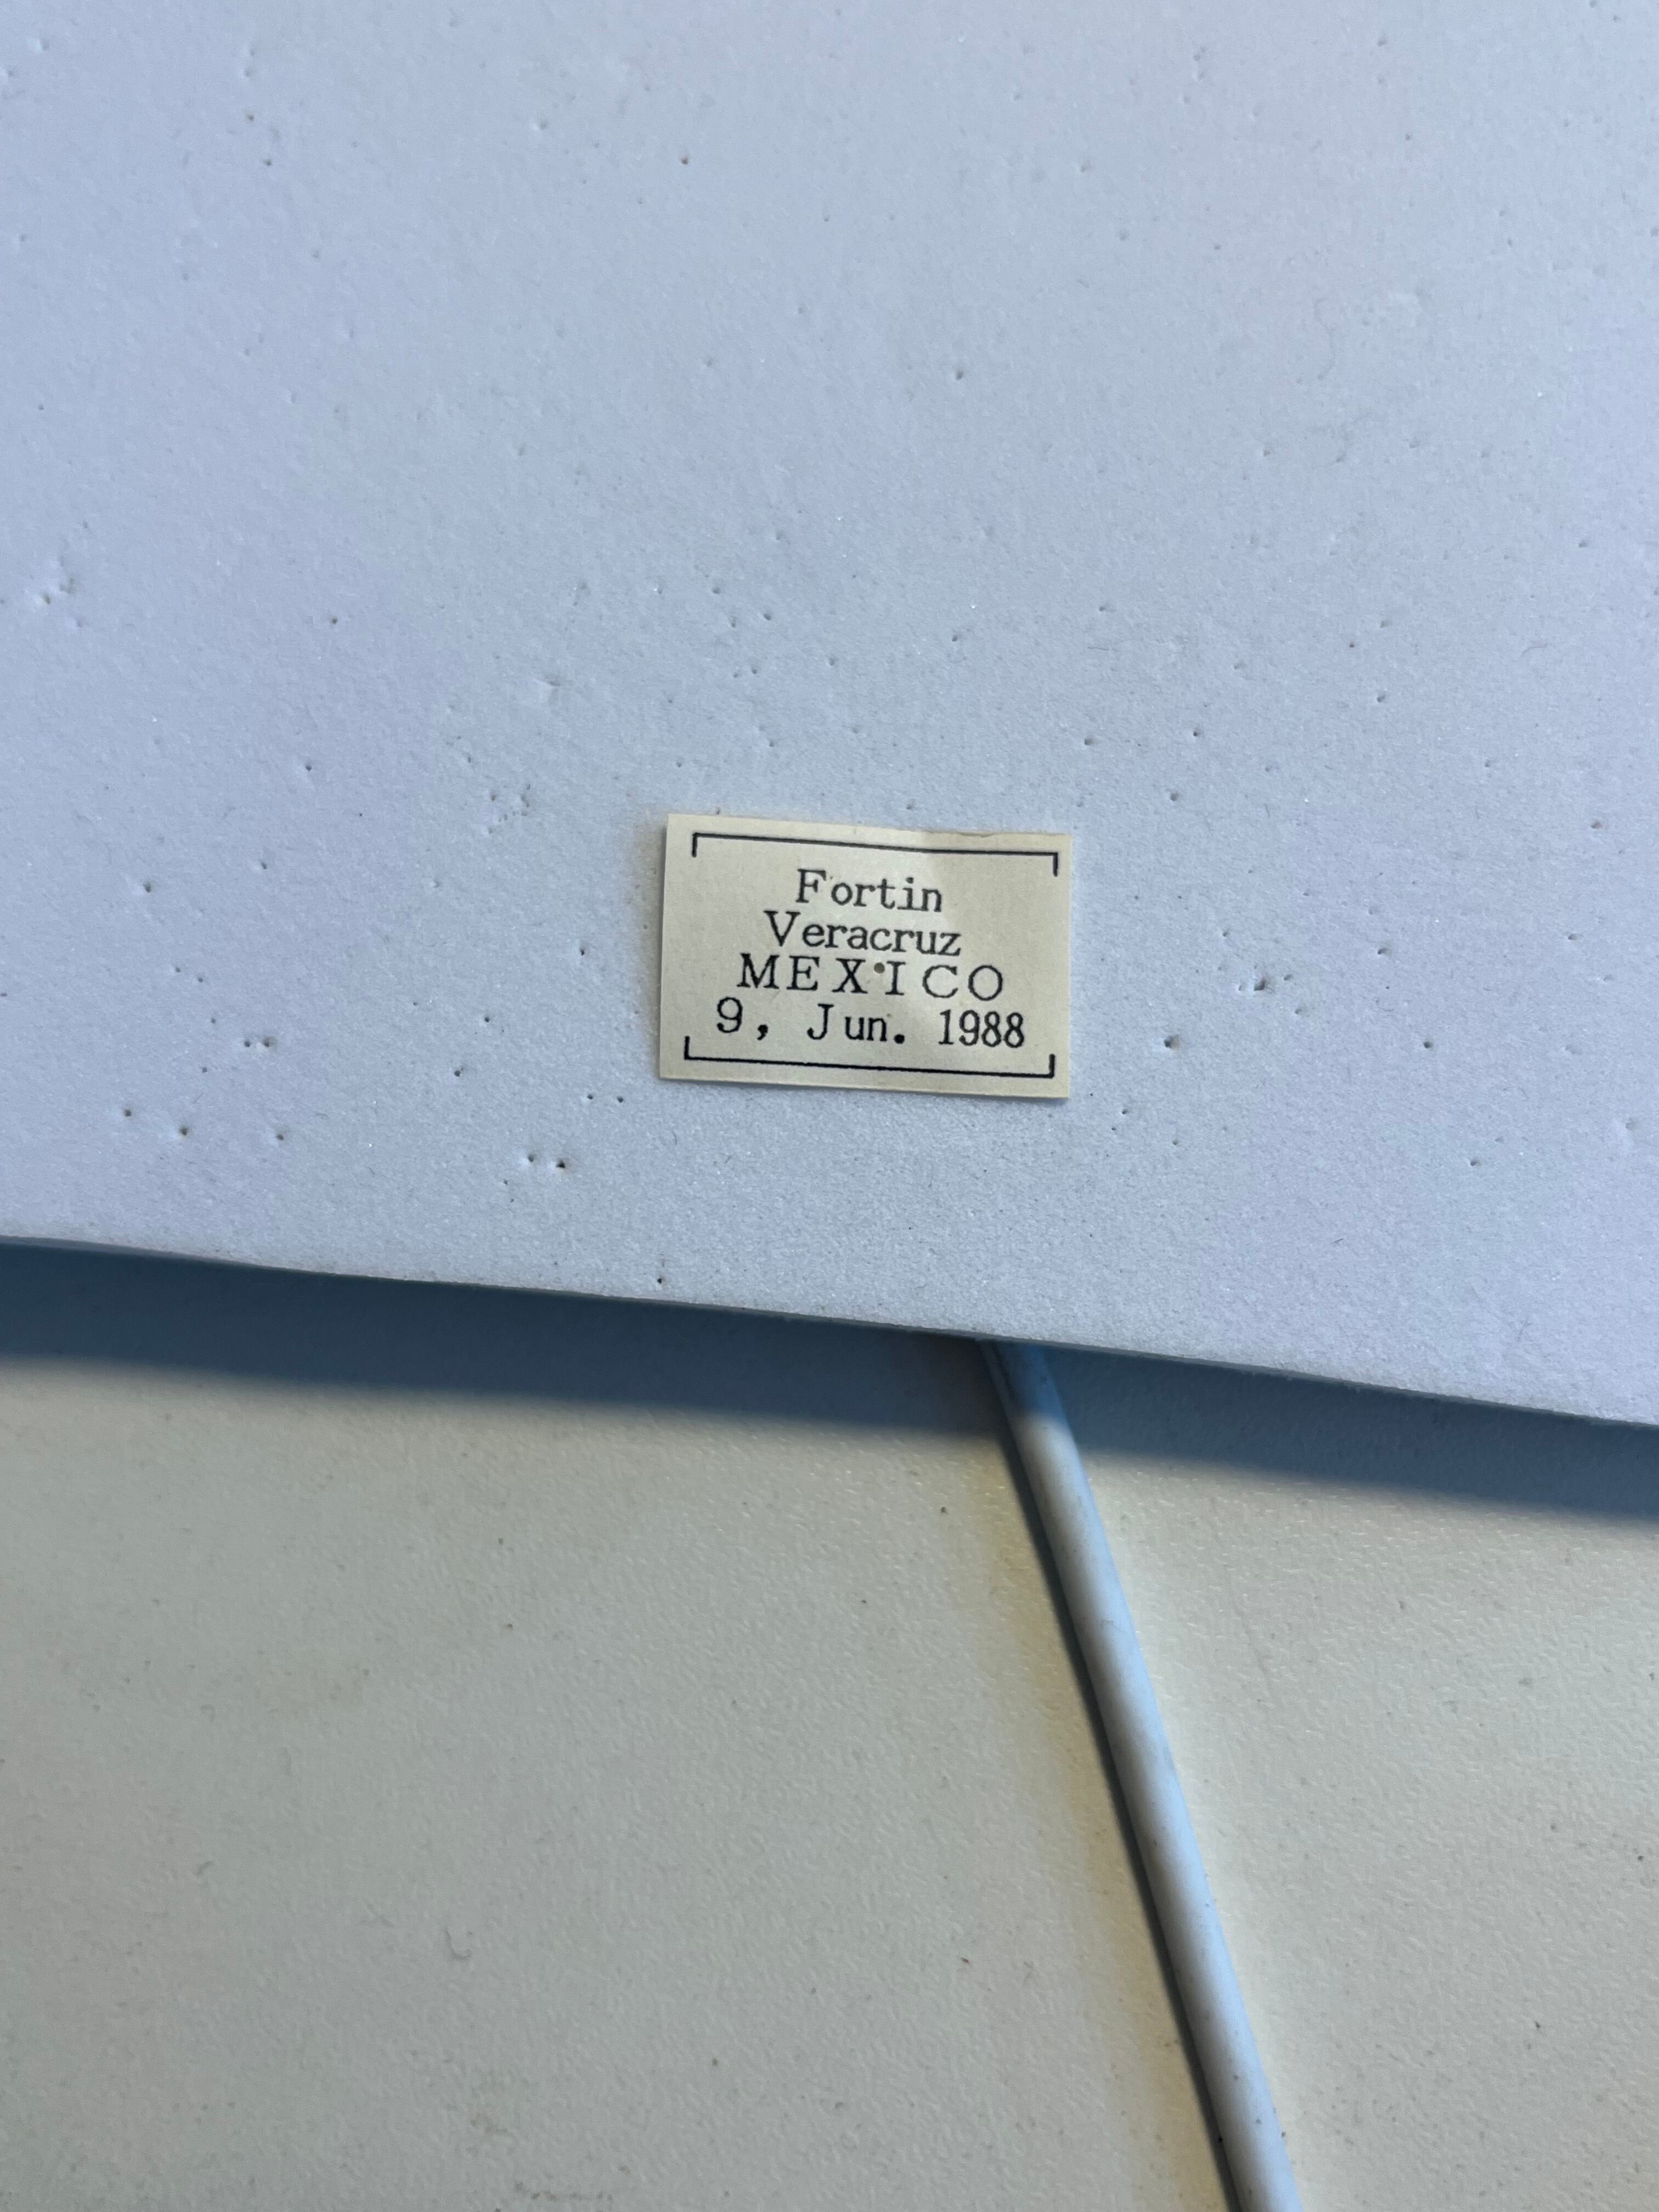 Fortin
Veracruz
MEXICO
9, Jun. 1988